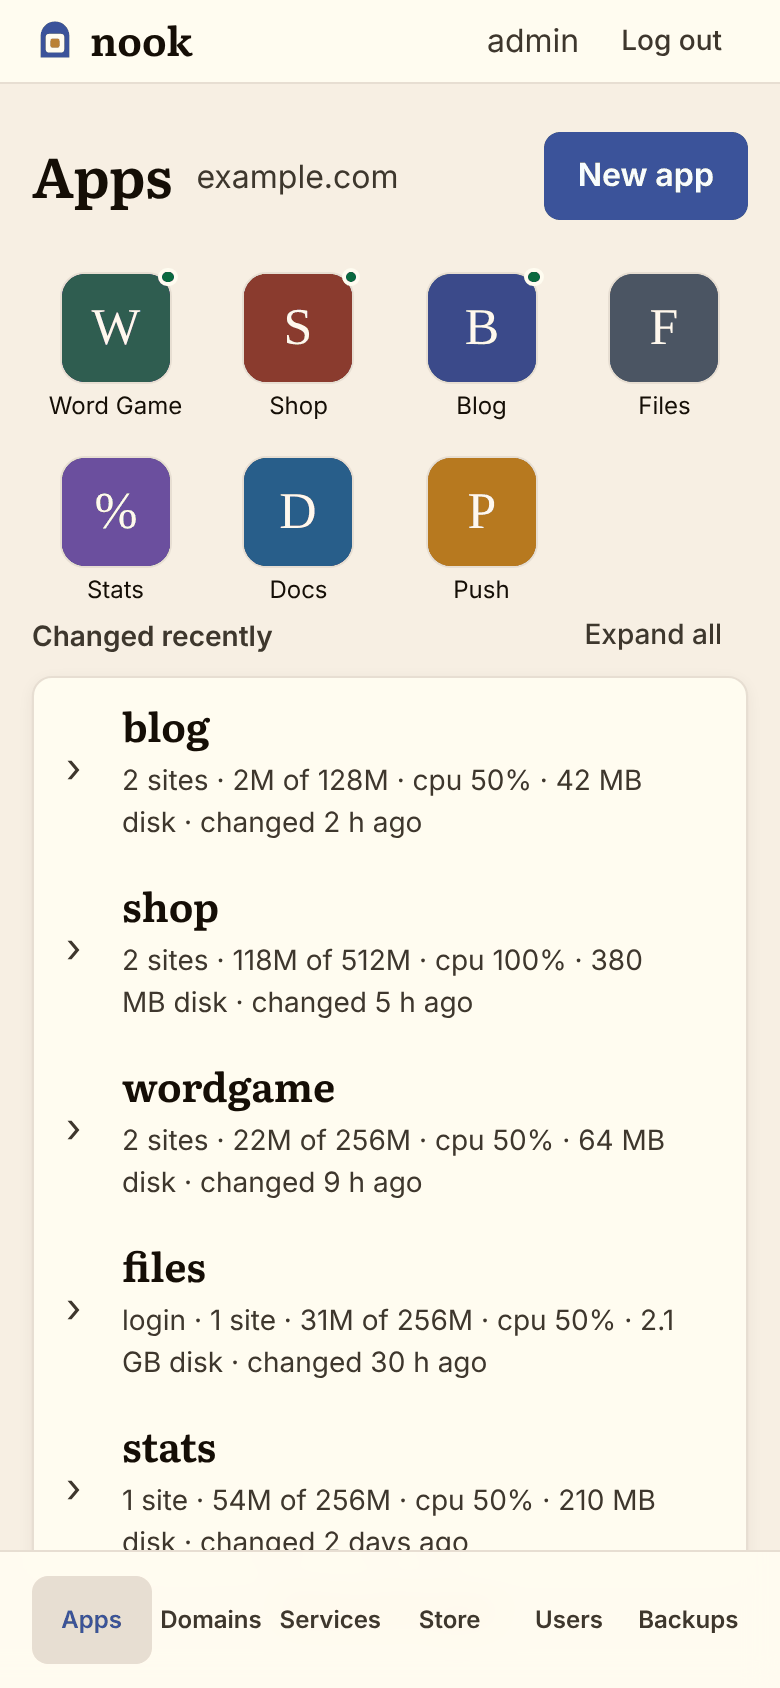 nook
admin
Log out
Apps
example.com
New app
W
S
B
F
Word Game
Shop
Blog
Files
%
D
P
Stats
Docs
Push
Changed recently
Expand all
blog
2 sites · 2M of 128M · cpu 50% · 42 MB
disk · changed 2 h ago
shop
2 sites · 118M of 512M · cpu 100% · 380
MB disk · changed 5 h ago
wordgame
2 sites · 22M of 256M · cpu 50% · 64 MB
disk · changed 9 h ago
files
login · 1 site · 31M of 256M · cpu 50% · 2.1
GB disk · changed 30 h ago
stats
1 site · 54M of 256M · cpu 50% · 210 MB
disk · changed 2 days ago
Apps
Domains
Services
Store
Users
Backups